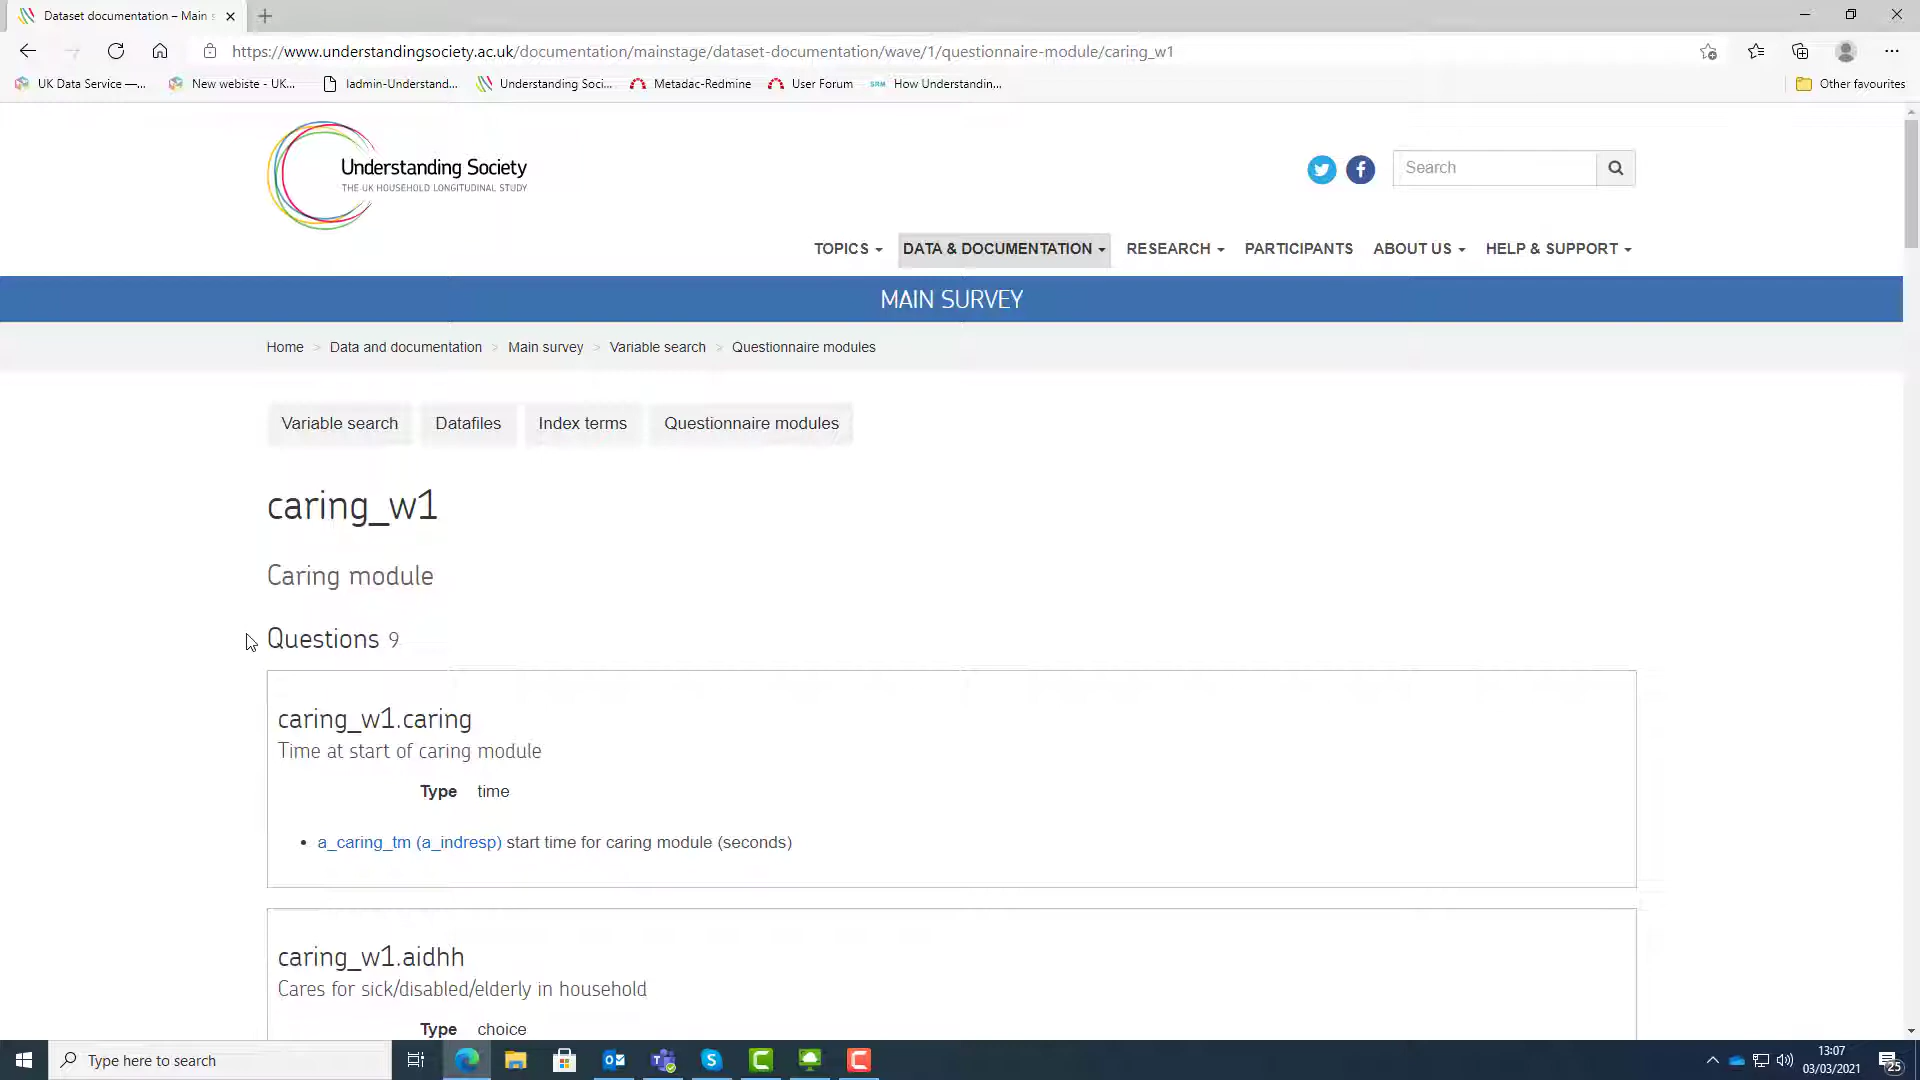 Dataset documentation – Main s
https://www.understandingsociety.ac.uk/documentation/mainstage/dataset-documentation/wave/1/questionnaire-module/caring_w1
UK Data Service —... New webiste - UK... Iadmin-Understand... Understanding Soci... Metadac-Redmine User Forum SRM How Understandin... Other favourites
Understanding Society
THE UK HOUSEHOLD LONGITUDINAL STUDY
Search
TOPICS DATA & DOCUMENTATION RESEARCH PARTICIPANTS ABOUT US HELP & SUPPORT
MAIN SURVEY
Home > Data and documentation > Main survey > Variable search > Questionnaire modules
Variable search Datafiles Index terms Questionnaire modules
caring_w1
Caring module
Questions 9
caring_w1.caring
Time at start of caring module
Type time
• a_caring_tm (a_indresp) start time for caring module (seconds)
caring_w1.aidhh
Cares for sick/disabled/elderly in household
Type choice
Type here to search
13:07
03/03/2021
25